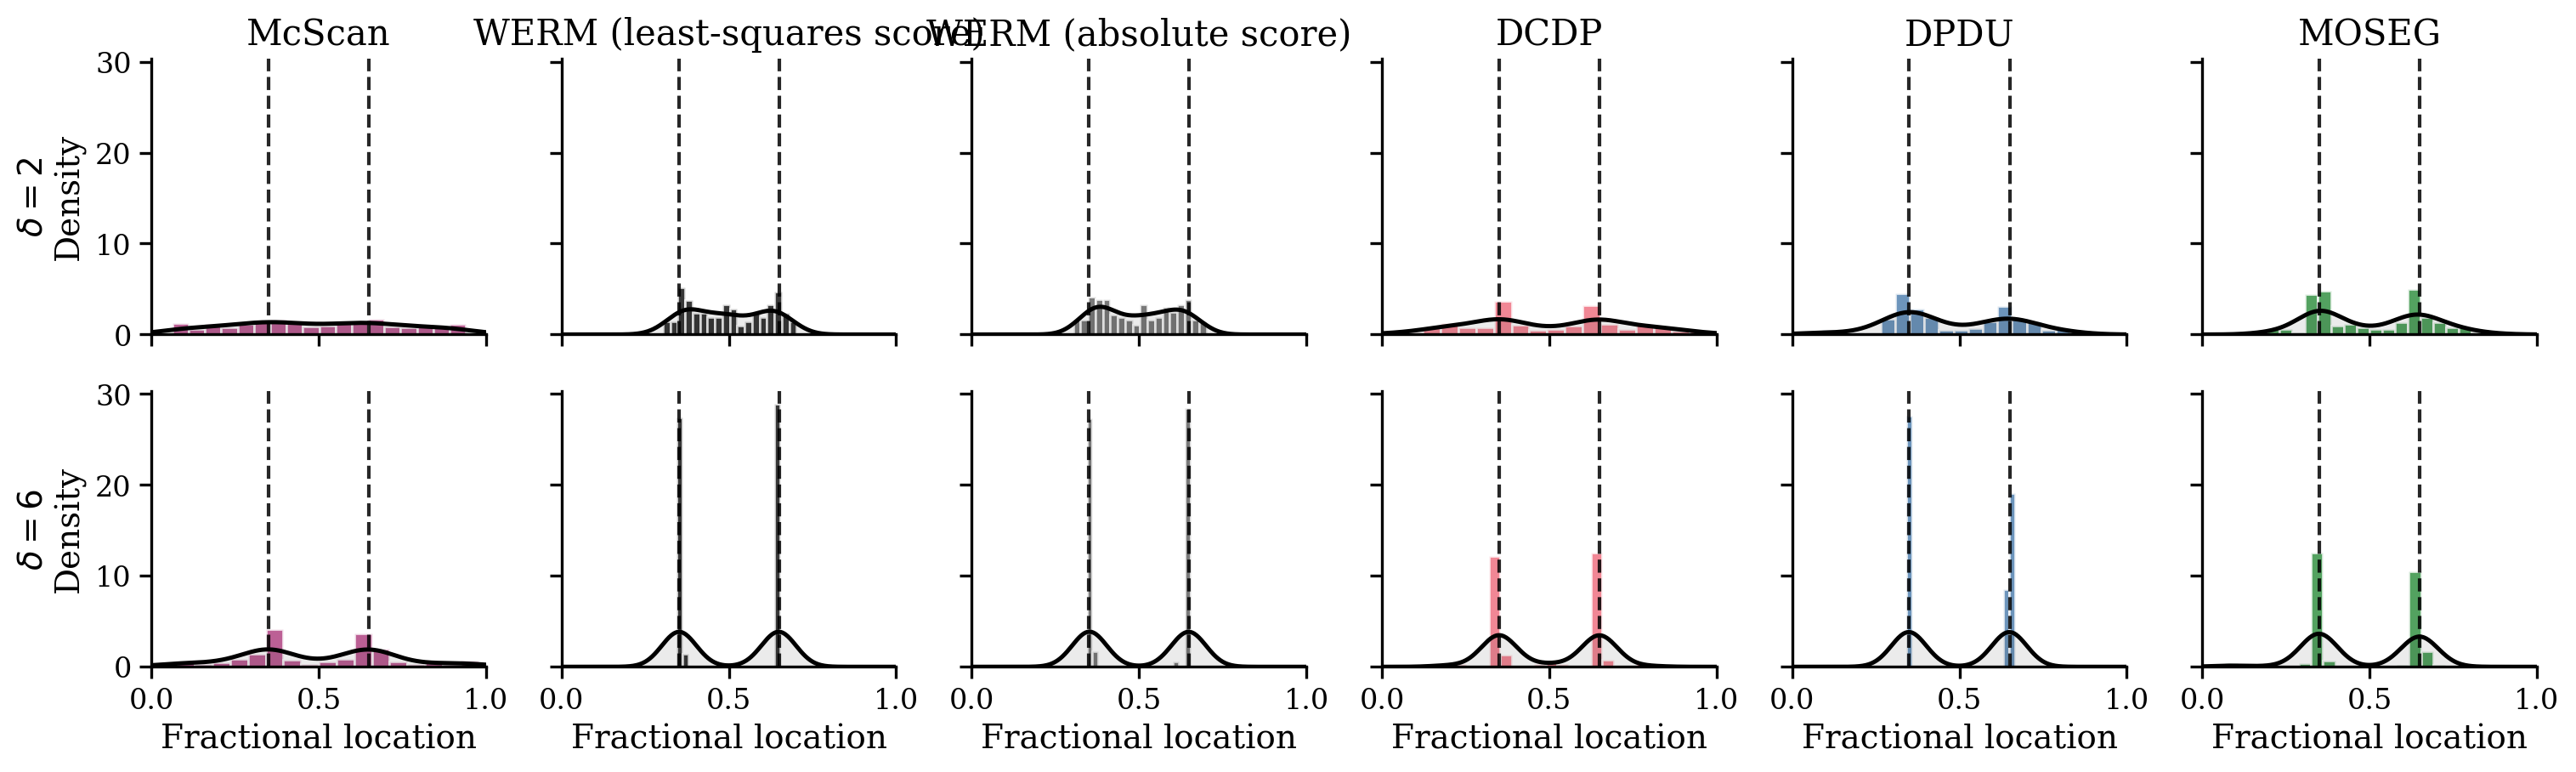 McScan
WERM (least-squares score)
WERM (absolute score)
DCDP
DPDU
MOSEG
δ = 2
Density
30
20
10
0
δ = 6
Density
30
20
10
0
0.0 0.5 1.0
0.0 0.5 1.0
0.0 0.5 1.0
0.0 0.5 1.0
0.0 0.5 1.0
0.0 0.5 1.0
Fractional location
Fractional location
Fractional location
Fractional location
Fractional location
Fractional location